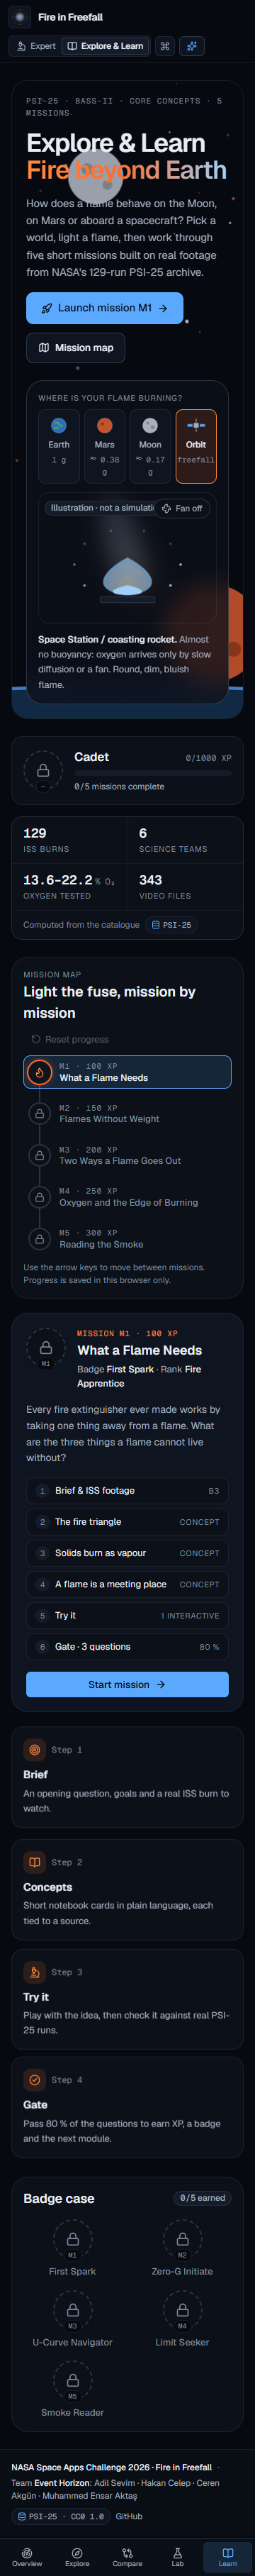 Fire in Freefall
Expert
Explore & Learn
PSI-25 · BASS-II · CORE CONCEPTS · 5
MISSIONS
Explore & Learn
Fire beyond Earth
How does a flame behave on the Moon,
on Mars or aboard a spacecraft? Pick a
world, light a flame, then work through
five short missions built on real footage
from NASA's 129-run PSI-25 archive.
Launch mission M1
Mission map
WHERE IS YOUR FLAME BURNING?
Earth
1 g
Mars
≈ 0.38
g
Moon
≈ 0.17
g
Orbit
freefall
Illustration · not a simulati
Fan off
Space Station / coasting rocket. Almost
no buoyancy: oxygen arrives only by slow
diffusion or a fan. Round, dim, bluish
flame.
Cadet
0/1000 XP
0/5 missions complete
129
ISS BURNS
6
SCIENCE TEAMS
13.6–22.2 % O₂
OXYGEN TESTED
343
VIDEO FILES
Computed from the catalogue
PSI-25
MISSION MAP
Light the fuse, mission by
mission
Reset progress
M1 · 100 XP
What a Flame Needs
M2 · 150 XP
Flames Without Weight
M3 · 200 XP
Two Ways a Flame Goes Out
M4 · 250 XP
Oxygen and the Edge of Burning
M5 · 300 XP
Reading the Smoke
Use the arrow keys to move between missions.
Progress is saved in this browser only.
M1
MISSION M1 · 100 XP
What a Flame Needs
Badge First Spark · Rank Fire
Apprentice
Every fire extinguisher ever made works by
taking one thing away from a flame. What
are the three things a flame cannot live
without?
1 Brief & ISS footage B3
2 The fire triangle CONCEPT
3 Solids burn as vapour CONCEPT
4 A flame is a meeting place CONCEPT
5 Try it 1 INTERACTIVE
6 Gate · 3 questions 80 %
Start mission
Step 1
Brief
An opening question, goals and a real ISS burn to
watch.
Step 2
Concepts
Short notebook cards in plain language, each
tied to a source.
Step 3
Try it
Play with the idea, then check it against real PSI-
25 runs.
Step 4
Gate
Pass 80 % of the questions to earn XP, a badge
and the next module.
Badge case
0/5 earned
M1
First Spark
M2
Zero-G Initiate
M3
U-Curve Navigator
M4
Limit Seeker
M5
Smoke Reader
NASA Space Apps Challenge 2026 · Fire in Freefall ·
Team Event Horizon: Adil Sevim · Hakan Celep · Ceren
Akgün · Muhammed Ensar Aktaş
PSI-25 · CC0 1.0
GitHub
Overview
Explore
Compare
Lab
Learn